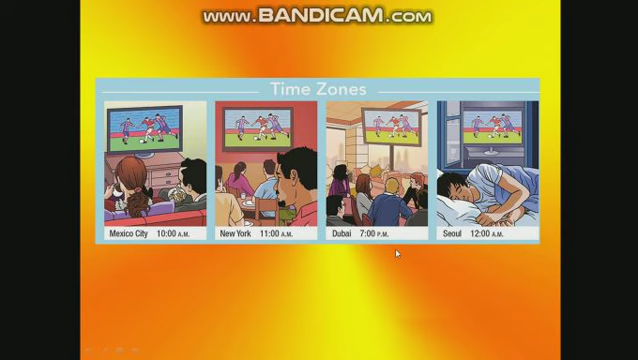 WWW.BANDICAM.COM
Time Zones
Mexico City 10:00 A.M.
New York 11:00 A.M.
Dubai 7:00 P.M.
Seoul 12:00 A.M.